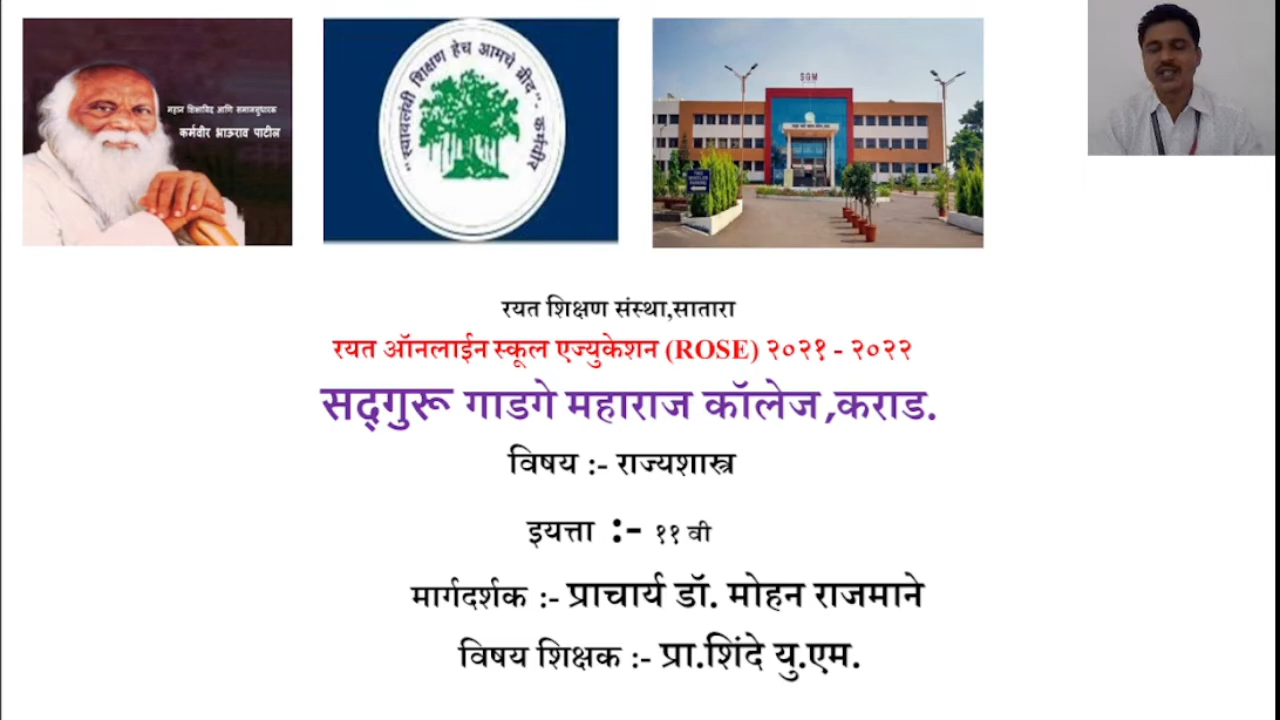 महान शिक्षाविद आणि समाजसुधारक
कर्मवीर भाऊराव पाटील
"स्वावलंबी शिक्षण हेच आमचे ब्रीद"- कर्मवीर
SGM
रयत शिक्षण संस्था,सातारा
रयत ऑनलाईन स्कूल एज्युकेशन (ROSE) २०२१ - २०२२
सद्गुरू गाडगे महाराज कॉलेज,कराड.
विषय :- राज्यशास्त्र
इयत्ता :- ११ वी
मार्गदर्शक :- प्राचार्य डॉ. मोहन राजमाने
विषय शिक्षक :- प्रा.शिंदे यु.एम.